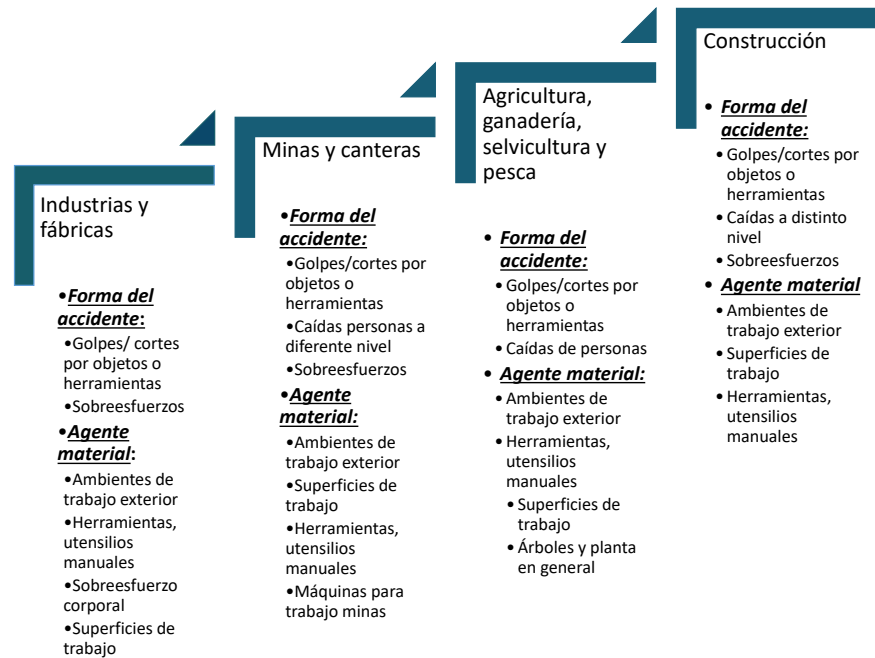 Industrias y
fábricas
•Forma del
accidente:
•Golpes/ cortes
por objetos o
herramientas
•Sobreesfuerzos
•Agente
material:
•Ambientes de
trabajo exterior
•Herramientas,
utensilios
manuales
•Sobreesfuerzo
corporal
•Superficies de
trabajo
Minas y canteras
•Forma del
accidente:
•Golpes/cortes por
objetos o
herramientas
•Caídas personas a
diferente nivel
•Sobreesfuerzos
•Agente
material:
•Ambientes de
trabajo exterior
•Superficies de
trabajo
•Herramientas,
utensilios
manuales
•Máquinas para
trabajo minas
Agricultura,
ganadería,
selvicultura y
pesca
• Forma del
accidente:
• Golpes/cortes por
objetos o
herramientas
• Caídas de personas
• Agente material:
• Ambientes de
trabajo exterior
• Herramientas,
utensilios
manuales
• Superficies de
trabajo
• Árboles y planta
en general
Construcción
• Forma del
accidente:
• Golpes/cortes por
objetos o
herramientas
• Caídas a distinto
nivel
• Sobreesfuerzos
• Agente material
• Ambientes de
trabajo exterior
• Superficies de
trabajo
• Herramientas,
utensilios
manuales